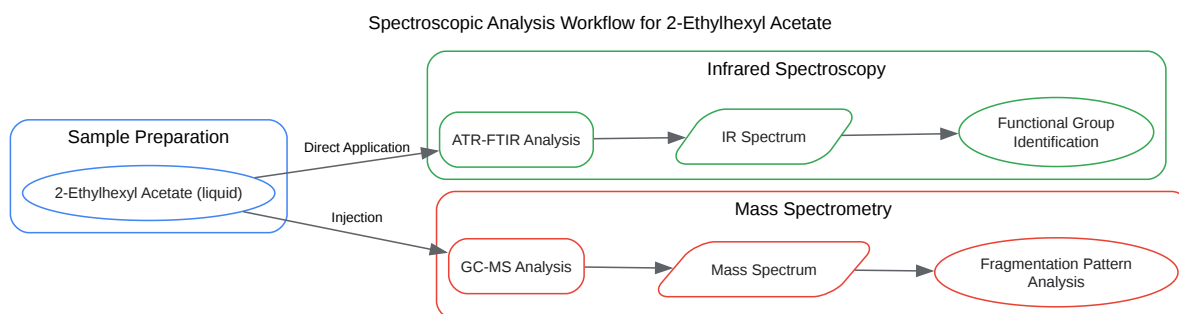 Spectroscopic Analysis Workflow for 2-Ethylhexyl Acetate
Infrared Spectroscopy
Sample Preparation
Direct Application
ATR-FTIR Analysis
IR Spectrum
Functional Group
Identification
2-Ethylhexyl Acetate (liquid)
Injection
Mass Spectrometry
GC-MS Analysis
Mass Spectrum
Fragmentation Pattern
Analysis